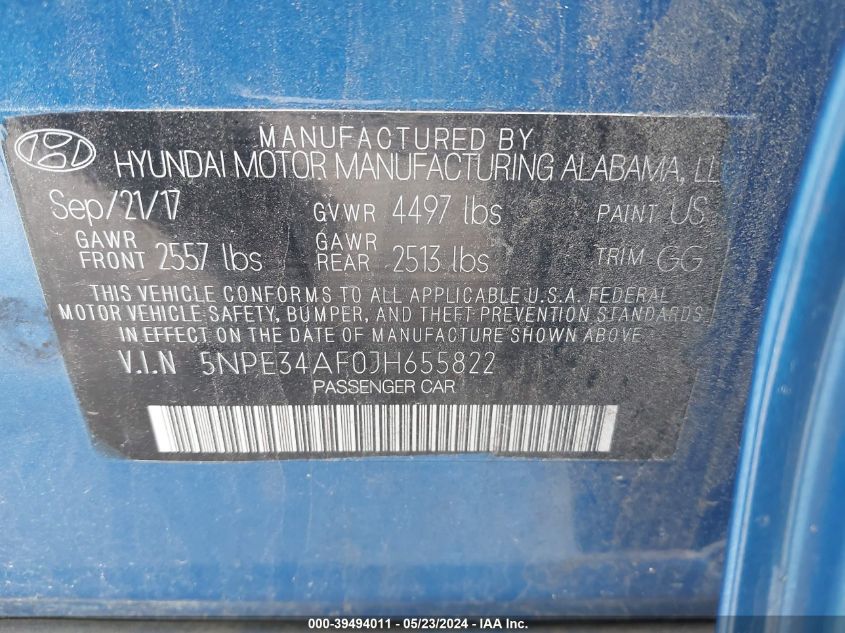 MANUFACTURED BY
HYUNDAI MOTOR MANUFACTURING ALABAMA, LL
Sep/21/17 GVWR 4497 lbs PAINT US
GAWR FRONT 2557 lbs GAWR REAR 2513 lbs TRIM GG
THIS VEHICLE CONFORMS TO ALL APPLICABLE U.S.A. FEDERAL
MOTOR VEHICLE SAFETY, BUMPER, AND THEFT PREVENTION STANDARDS
IN EFFECT ON THE DATE OF MANUFACTURE SHOWN ABOVE.
V.I.N 5NPE34AF0JH655822
PASSENGER CAR
000-39494011 - 05/23/2024 - IAA Inc.